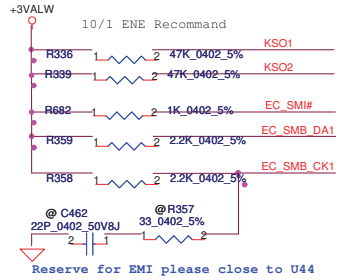 +3VALW
10/1 ENE Recommand
KSO1
R336 1 2 47K_0402_5%
KSO2
R339 1 2 47K_0402_5%
EC_SMI#
R682 1 2 1K_0402_5%
EC_SMB_DA1
R359 1 2 2.2K_0402_5%
EC_SMB_CK1
R358 1 2 2.2K_0402_5%
@ C462 @R357
22P_0402_50V8J 33_0402_5%
2 1 1 2
Reserve for EMI please close to U44